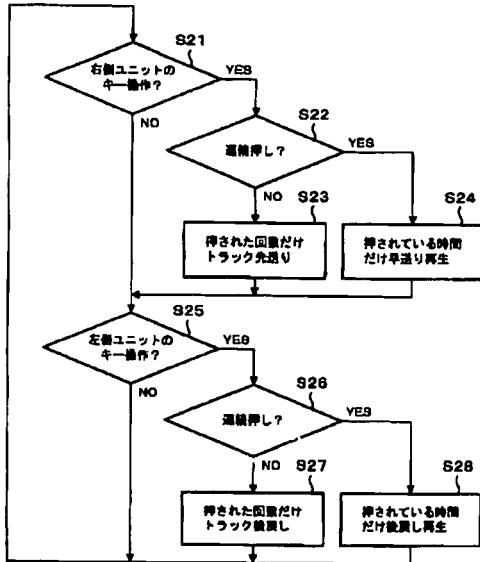 S21
右側ユニットの
キー操作?
YES
NO
S22
連続押し?
YES
NO
S23
押された回数だけ
トラック先送り
S24
押されている時間
だけ早送り再生
S25
左側ユニットの
キー操作?
YES
NO
S26
連続押し?
YES
NO
S27
押された回数だけ
トラック後戻し
S28
押されている時間
だけ後戻し再生